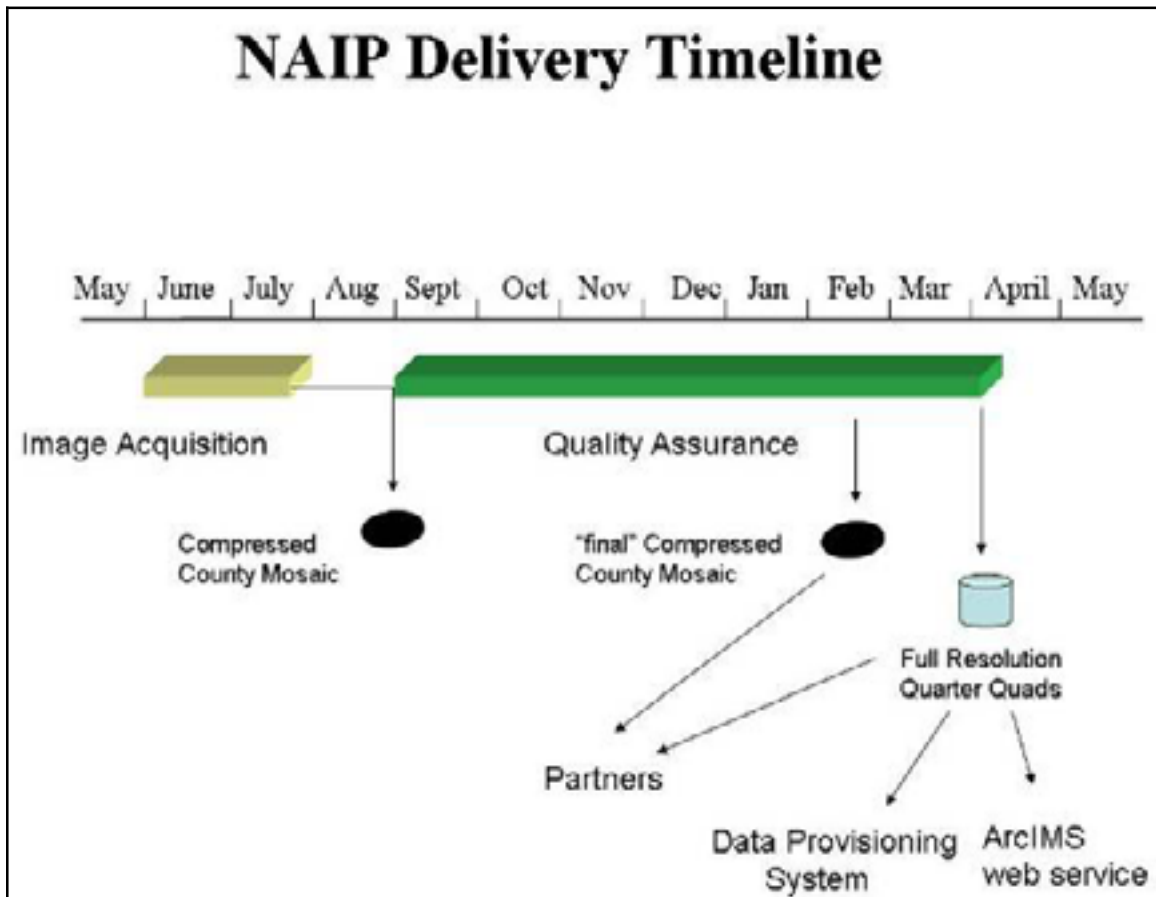 NAIP Delivery Timeline
May June July Aug Sept Oct Nov Dec Jan Feb Mar April May
Image Acquisition
Quality Assurance
Compressed
County Mosaic
"final" Compressed
County Mosaic
Full Resolution
Quarter Quads
Partners
Data Provisioning
System
ArcIMS
web service